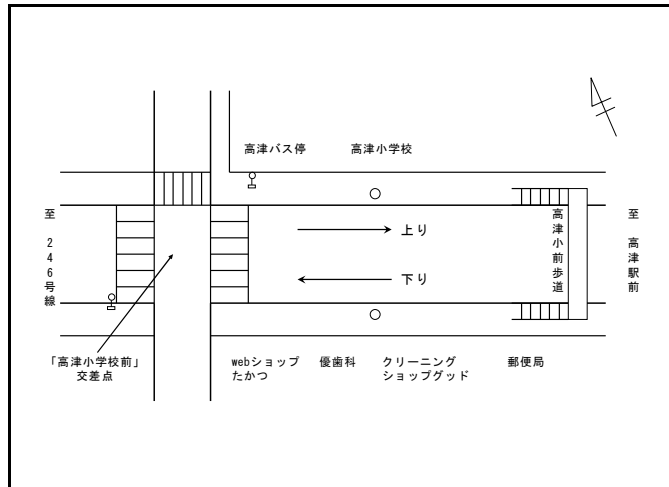 高津バス停
高津小学校
至 246号線
上り
下り
高津小前歩道
至 高津駅前
「高津小学校前」
交差点
webショップ
たかつ
優歯科
クリーニング
ショップグッド
郵便局